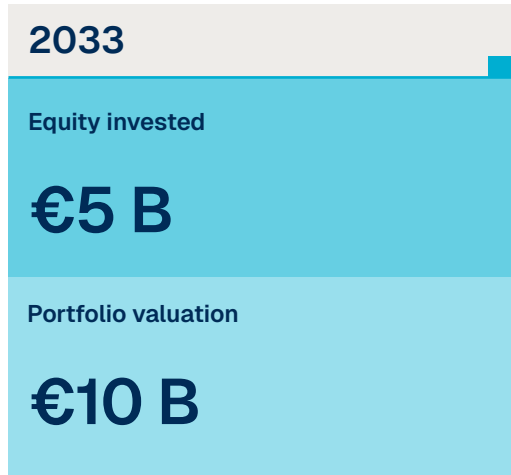 2033
Equity invested
€5 B
Portfolio valuation
€10 B